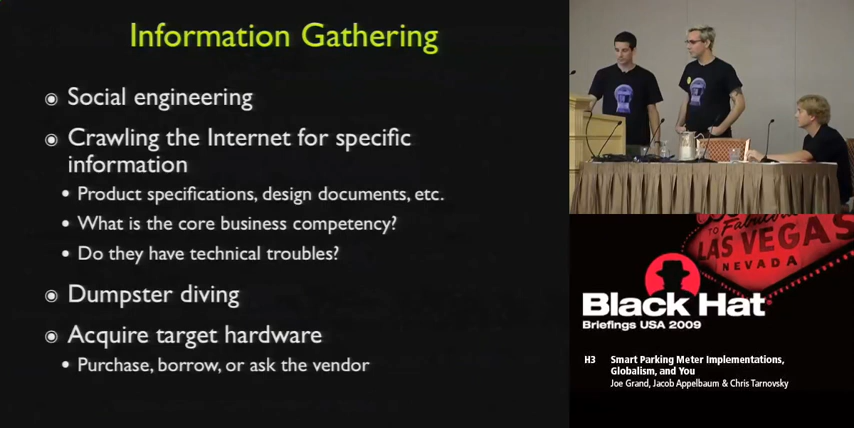 Information Gathering
Social engineering
Crawling the Internet for specific
information
Product specifications, design documents, etc.
What is the core business competency?
Do they have technical troubles?
Dumpster diving
Acquire target hardware
Purchase, borrow, or ask the vendor
TO Fabulous
LAS VEGAS
NEVADA
Black Hat
Briefings USA 2009
H3 Smart Parking Meter Implementations,
Globalism, and You
Joe Grand, Jacob Appelbaum & Chris Tarnovsky